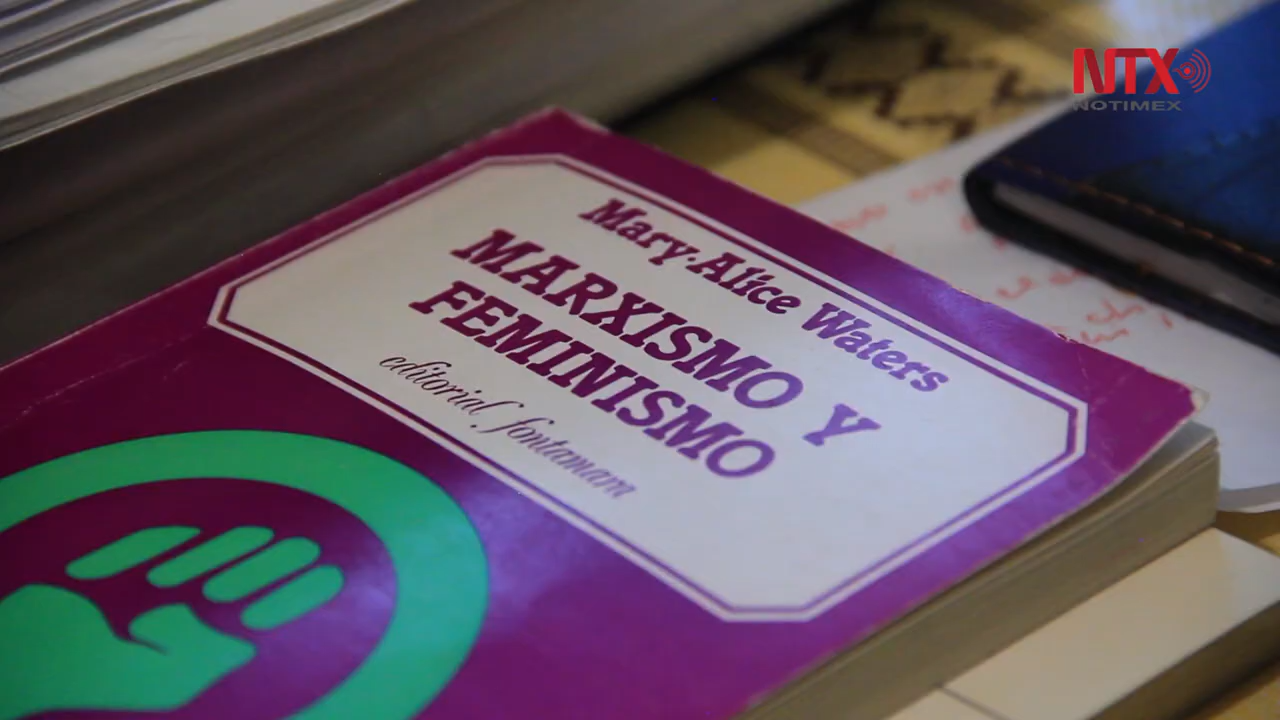 NTX
NOTIMEX
Mary-Alice Waters
MARXISMO Y
FEMINISMO
editorial fontamara